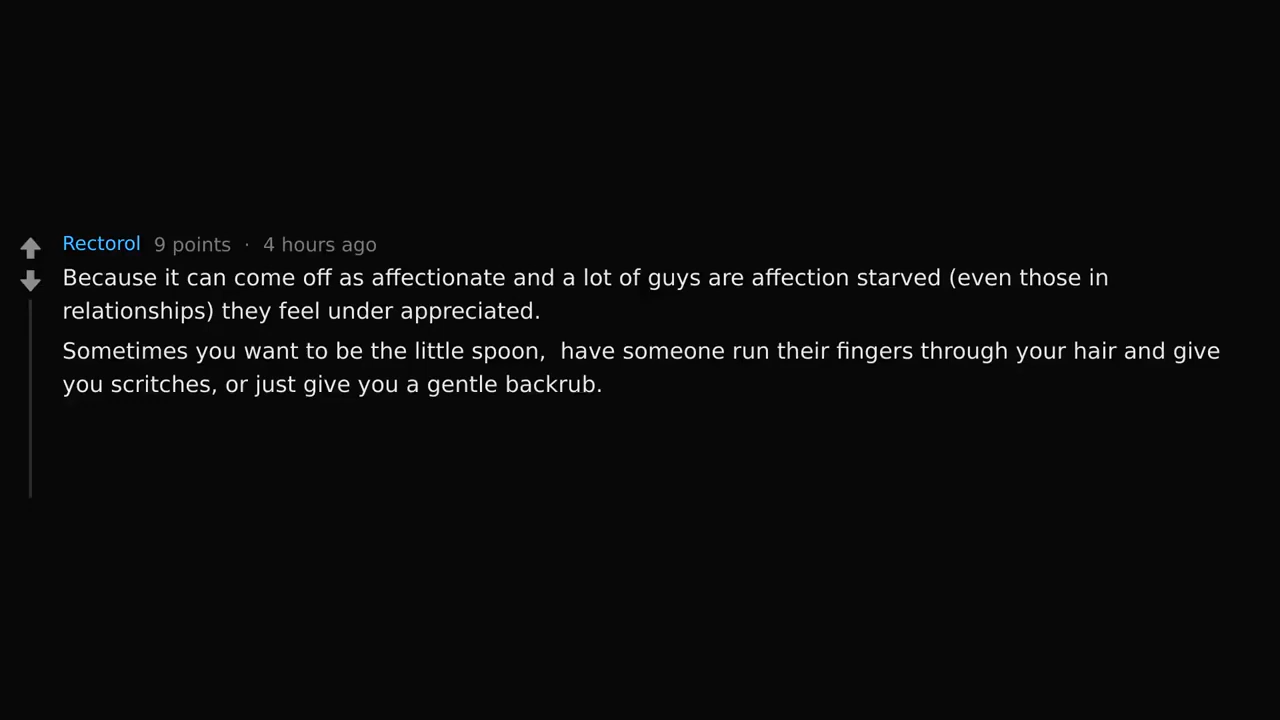 Rectorol 9 points · 4 hours ago
Because it can come off as affectionate and a lot of guys are affection starved (even those in
relationships) they feel under appreciated.
Sometimes you want to be the little spoon,  have someone run their fingers through your hair and give
you scritches, or just give you a gentle backrub.